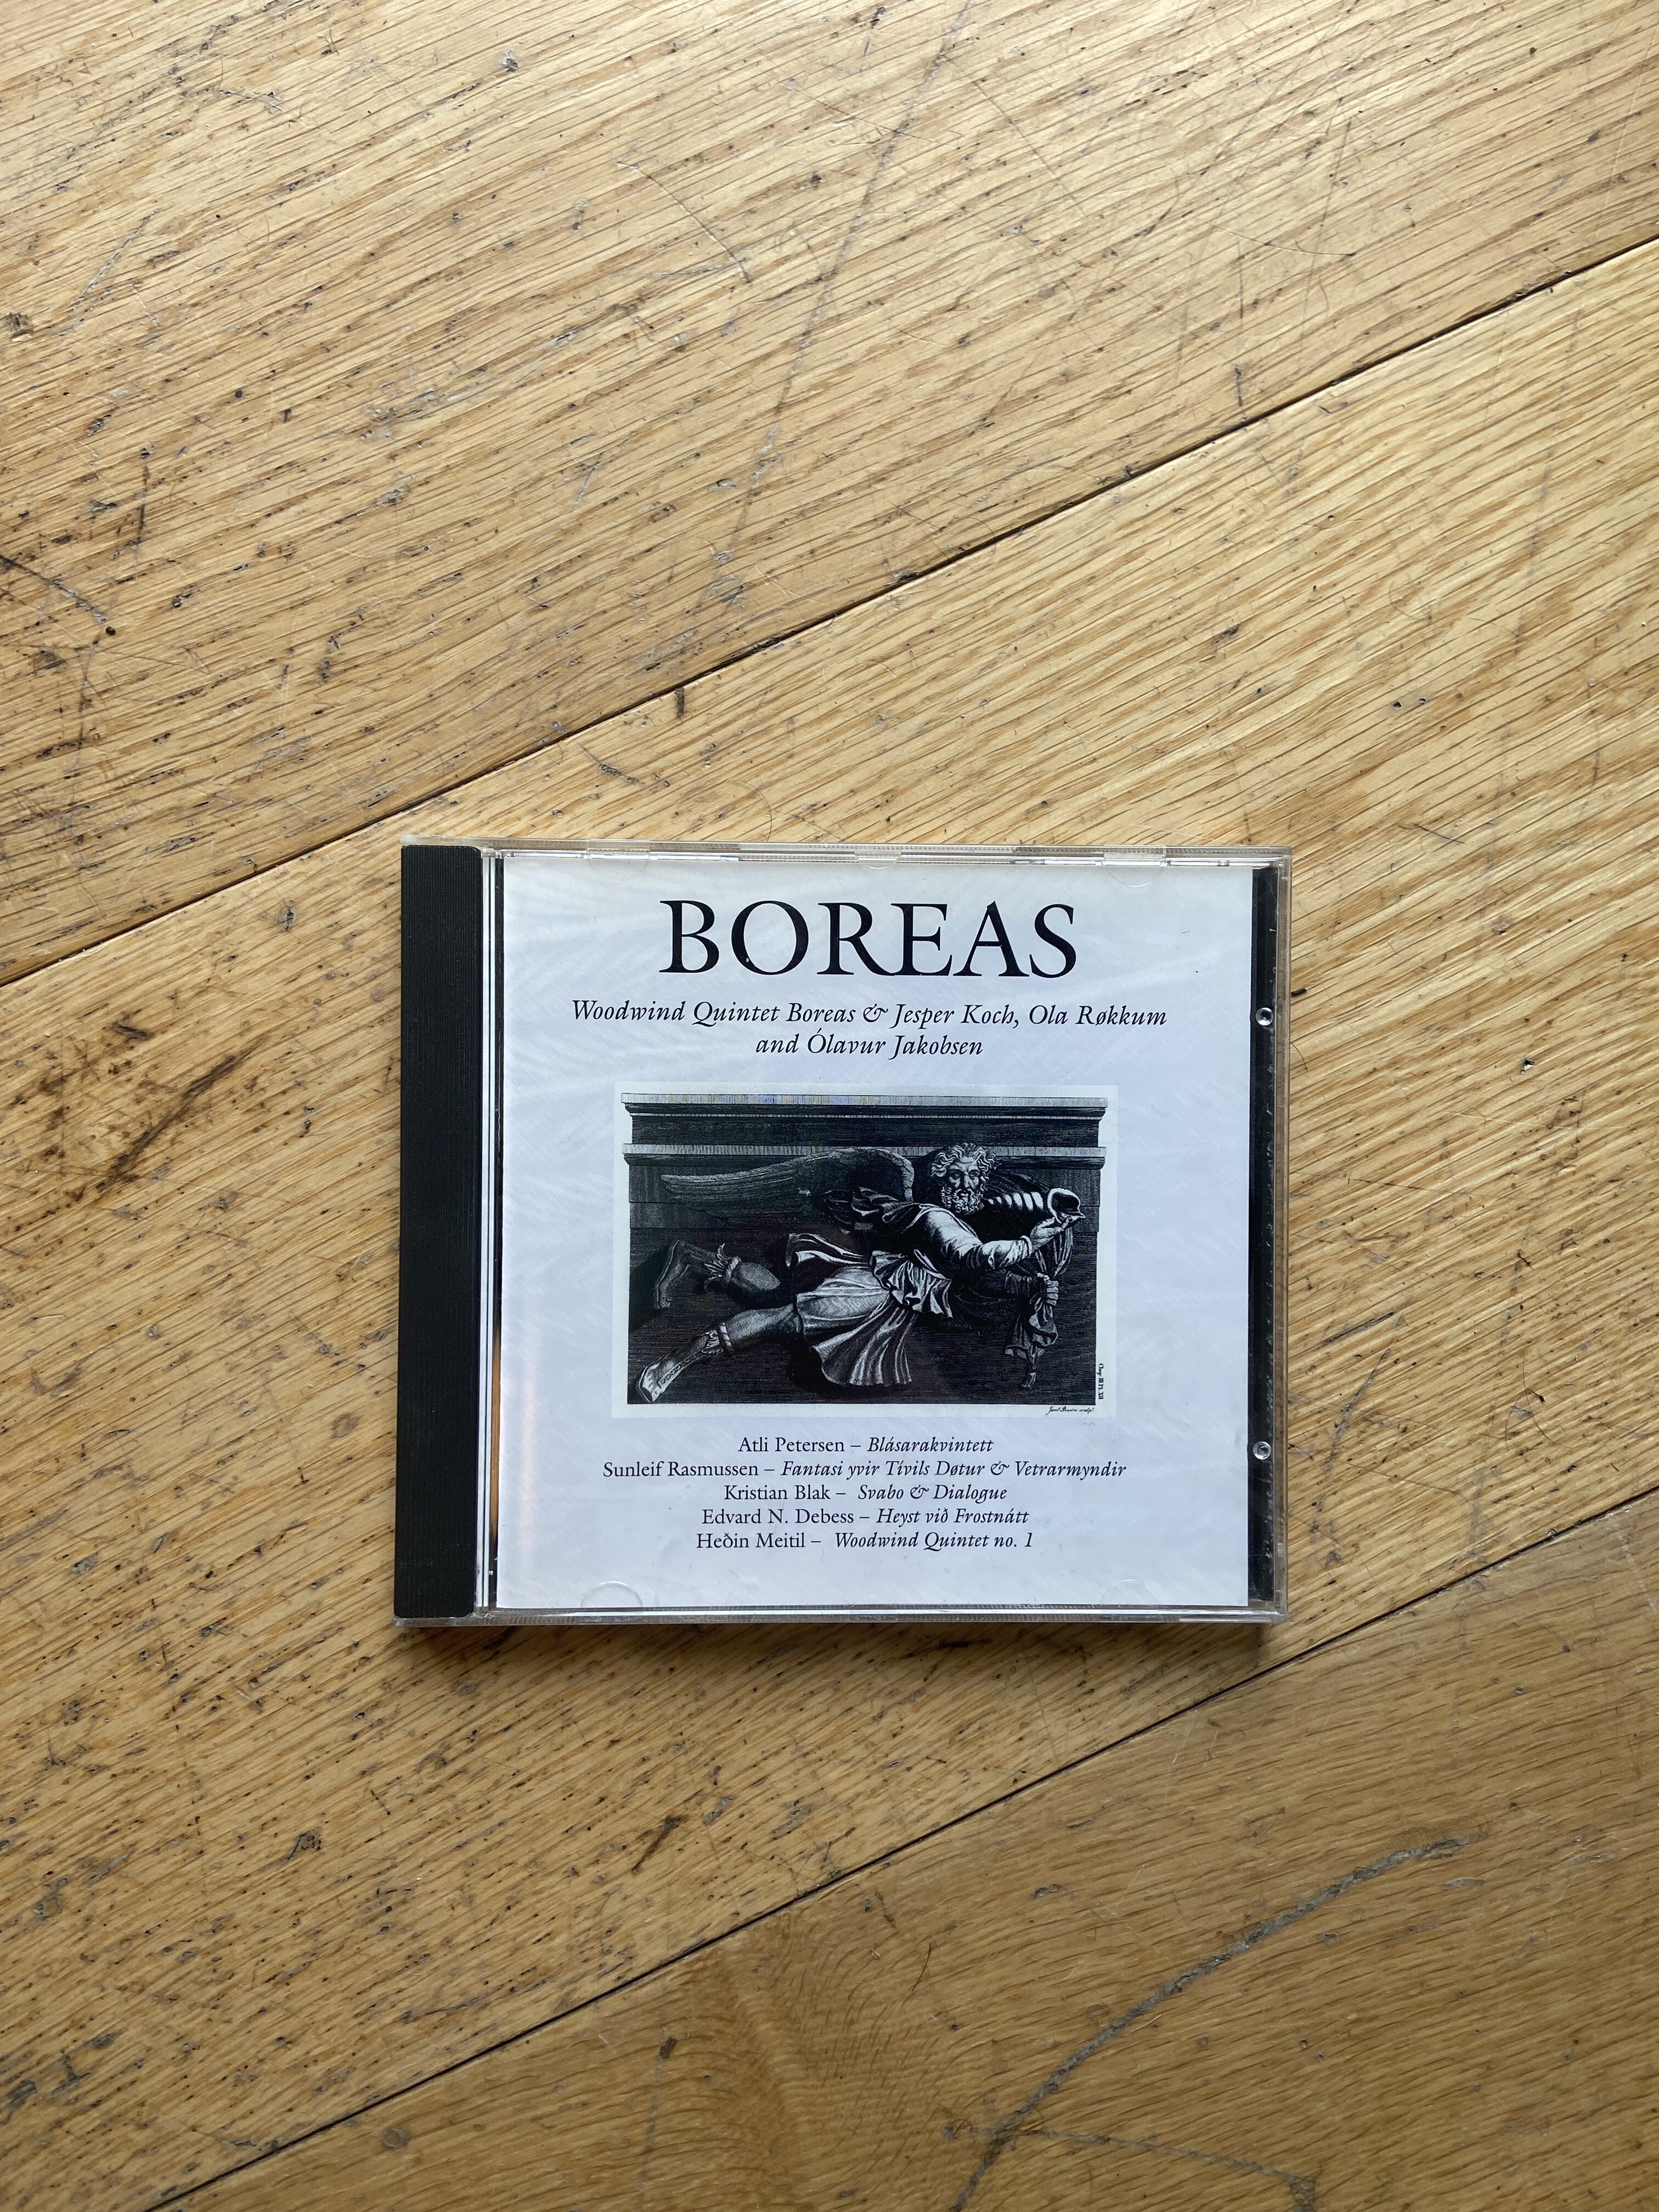 BOREAS
Woodwind Quintet Boreas & Jesper Koch, Ola Røkkum
and Ólavur Jakobsen
Atli Petersen – Blásarakvintett
Sunleif Rasmussen – Fantasi yvir Tívils Døtur & Vetrarmyndir
Kristian Blak – Svabo & Dialogue
Edvard N. Debess – Heyst við Frostnátt
Heðin Meitil – Woodwind Quintet no. 1